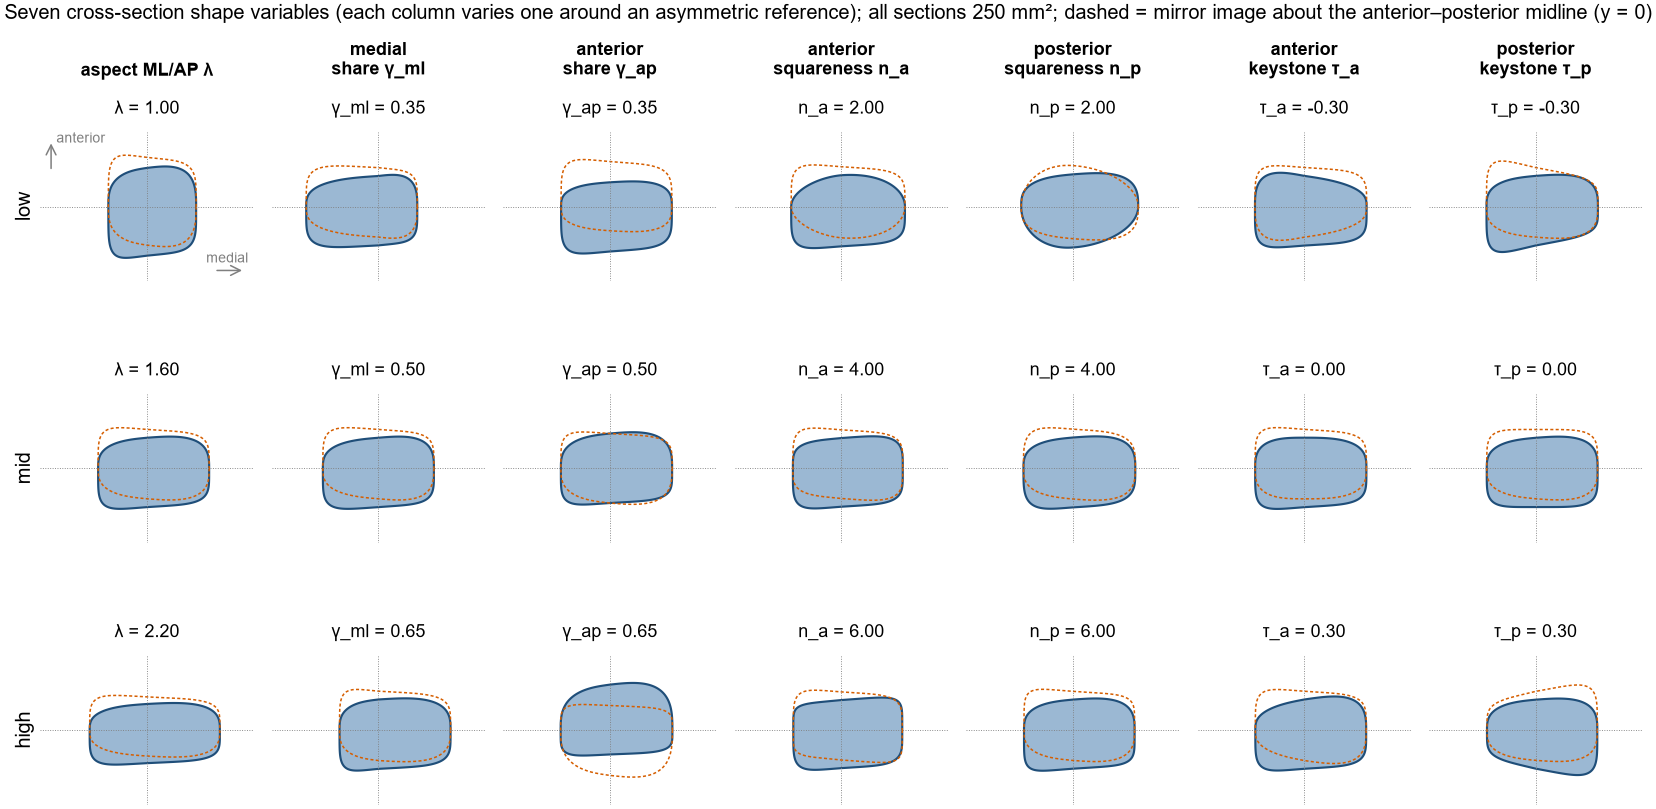 Seven cross-section shape variables (each column varies one around an asymmetric reference); all sections 250 mm²; dashed = mirror image about the anterior–posterior midline (y = 0)
aspect ML/AP λ
medial
share γ_ml
anterior
share γ_ap
anterior
squareness n_a
posterior
squareness n_p
anterior
keystone τ_a
posterior
keystone τ_p
λ = 1.00
γ_ml = 0.35
γ_ap = 0.35
n_a = 2.00
n_p = 2.00
τ_a = -0.30
τ_p = -0.30
anterior
low
medial
λ = 1.60
γ_ml = 0.50
γ_ap = 0.50
n_a = 4.00
n_p = 4.00
τ_a = 0.00
τ_p = 0.00
mid
λ = 2.20
γ_ml = 0.65
γ_ap = 0.65
n_a = 6.00
n_p = 6.00
τ_a = 0.30
τ_p = 0.30
high